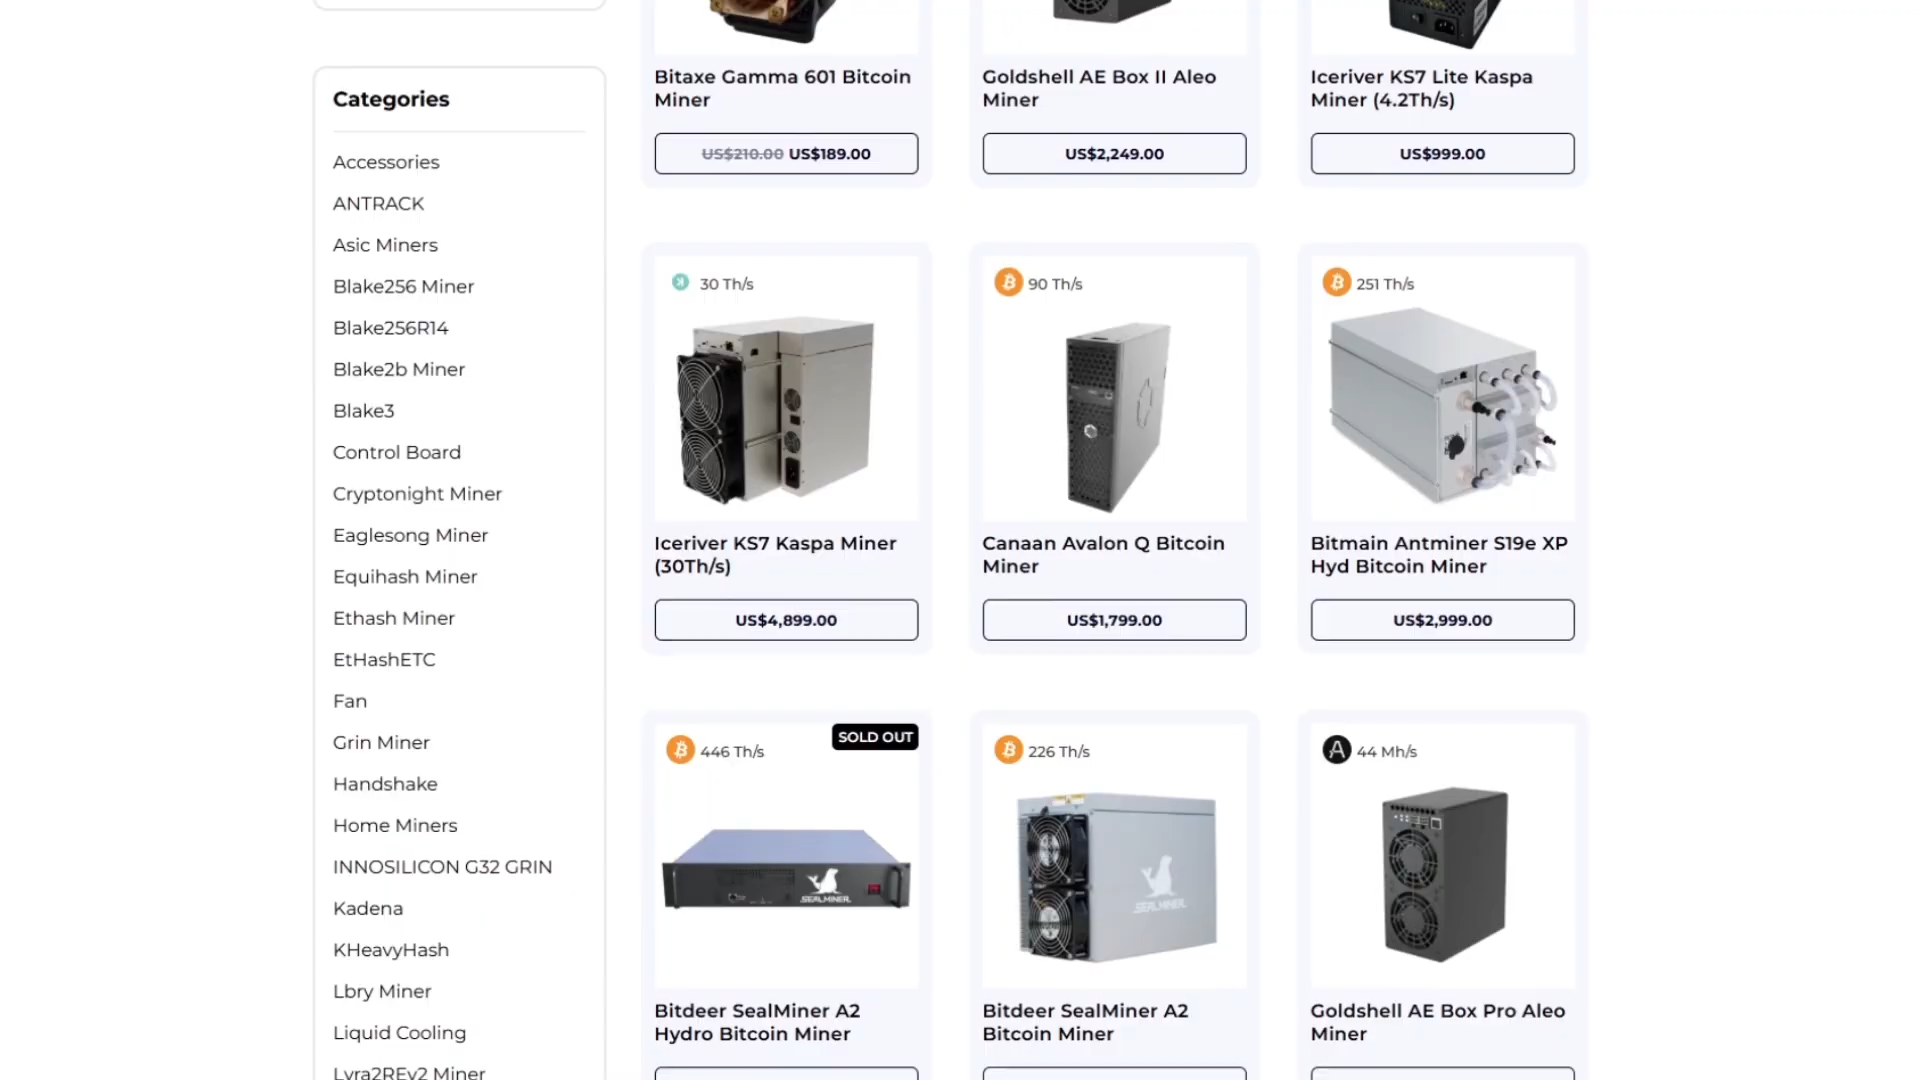 Categories
Accessories
ANTRACK
Asic Miners
Blake256 Miner
Blake256R14
Blake2b Miner
Blake3
Control Board
Cryptonight Miner
Eaglesong Miner
Equihash Miner
Ethash Miner
EtHashETC
Fan
Grin Miner
Handshake
Home Miners
INNOSILICON G32 GRIN
Kadena
KHeavyHash
Lbry Miner
Liquid Cooling
Lyra2REv2 Miner
Bitaxe Gamma 601 Bitcoin
Miner
US$210.00 US$189.00
Goldshell AE Box II Aleo
Miner
US$2,249.00
Iceriver KS7 Lite Kaspa
Miner (4.2Th/s)
US$999.00
30 Th/s
Iceriver KS7 Kaspa Miner
(30Th/s)
US$4,899.00
90 Th/s
Canaan Avalon Q Bitcoin
Miner
US$1,799.00
251 Th/s
Bitmain Antminer S19e XP
Hyd Bitcoin Miner
US$2,999.00
446 Th/s
SOLD OUT
SEALMINER
Bitdeer SealMiner A2
Hydro Bitcoin Miner
226 Th/s
SEALMINER
Bitdeer SealMiner A2
Bitcoin Miner
44 Mh/s
Goldshell AE Box Pro Aleo
Miner